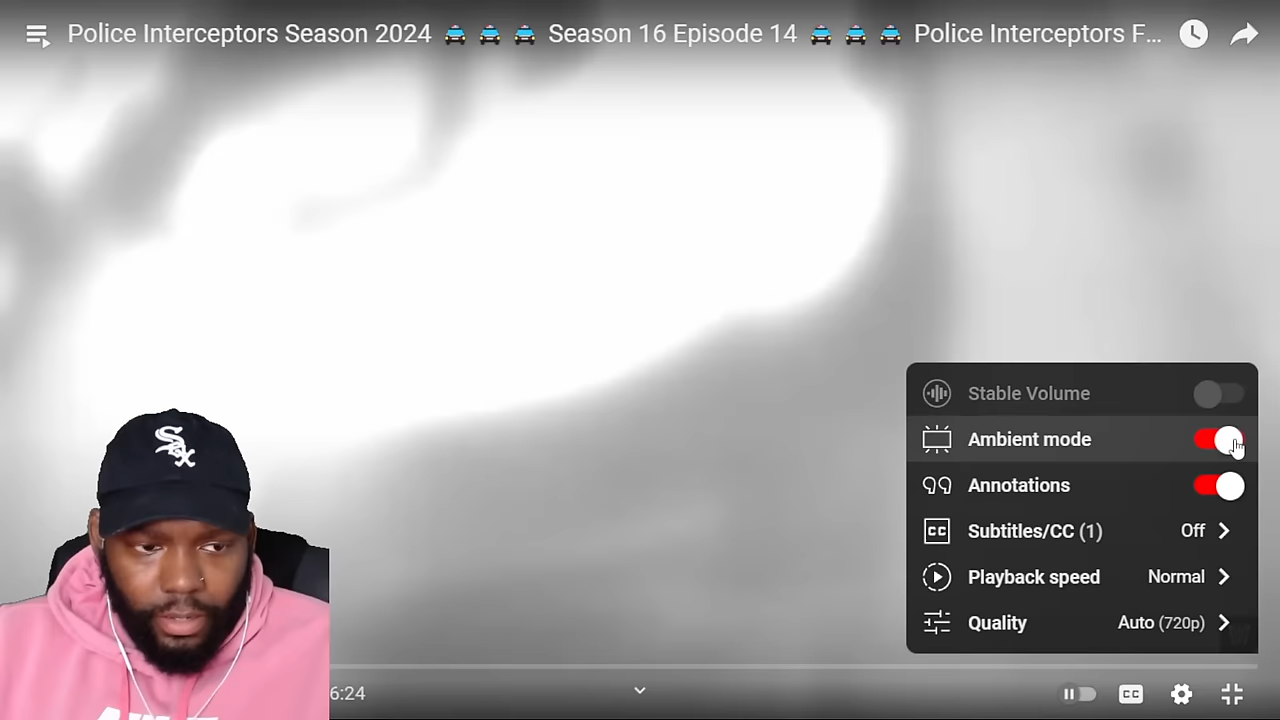 Police Interceptors Season 2024 🚔 🚔 🚔 Season 16 Episode 14 🚔 🚔 🚔 Police Interceptors F...
Stable Volume
Ambient mode
Annotations
Subtitles/CC (1) Off
Playback speed Normal
Quality Auto (720p)
6:24
CC
Sox